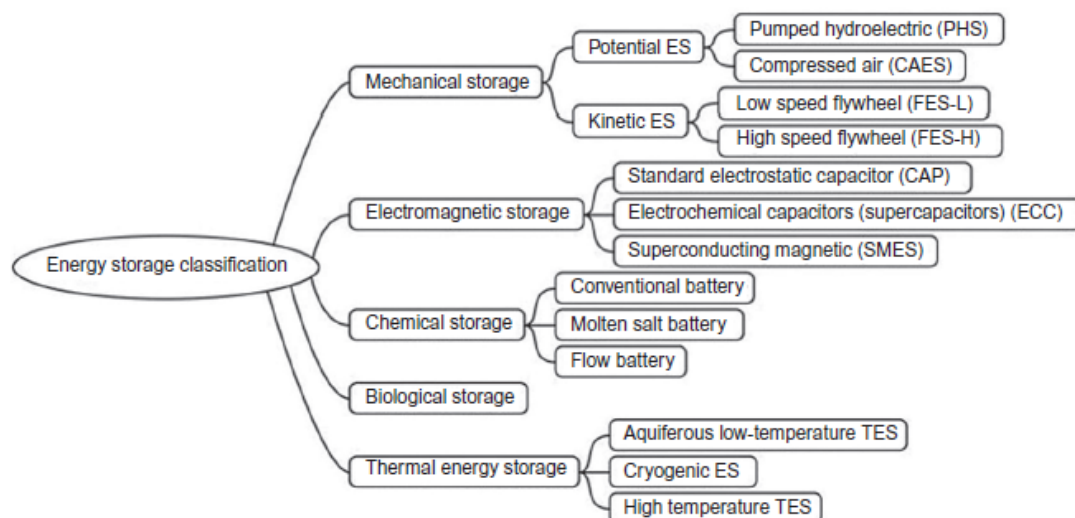 Energy storage classification
Mechanical storage
Potential ES
Pumped hydroelectric (PHS)
Compressed air (CAES)
Kinetic ES
Low speed flywheel (FES-L)
High speed flywheel (FES-H)
Electromagnetic storage
Standard electrostatic capacitor (CAP)
Electrochemical capacitors (supercapacitors) (ECC)
Superconducting magnetic (SMES)
Chemical storage
Conventional battery
Molten salt battery
Flow battery
Biological storage
Thermal energy storage
Aquiferous low-temperature TES
Cryogenic ES
High temperature TES